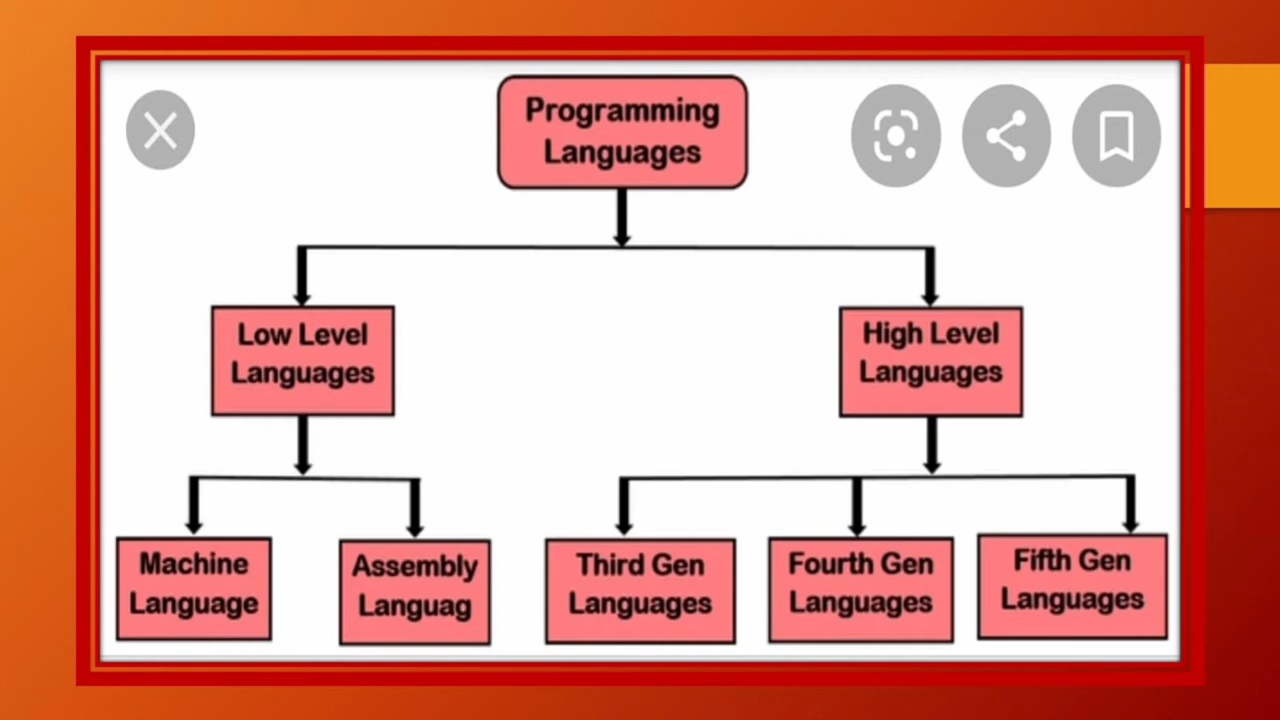 Programming
Languages
Low Level
Languages
High Level
Languages
Machine
Language
Assembly
Languag
Third Gen
Languages
Fourth Gen
Languages
Fifth Gen
Languages